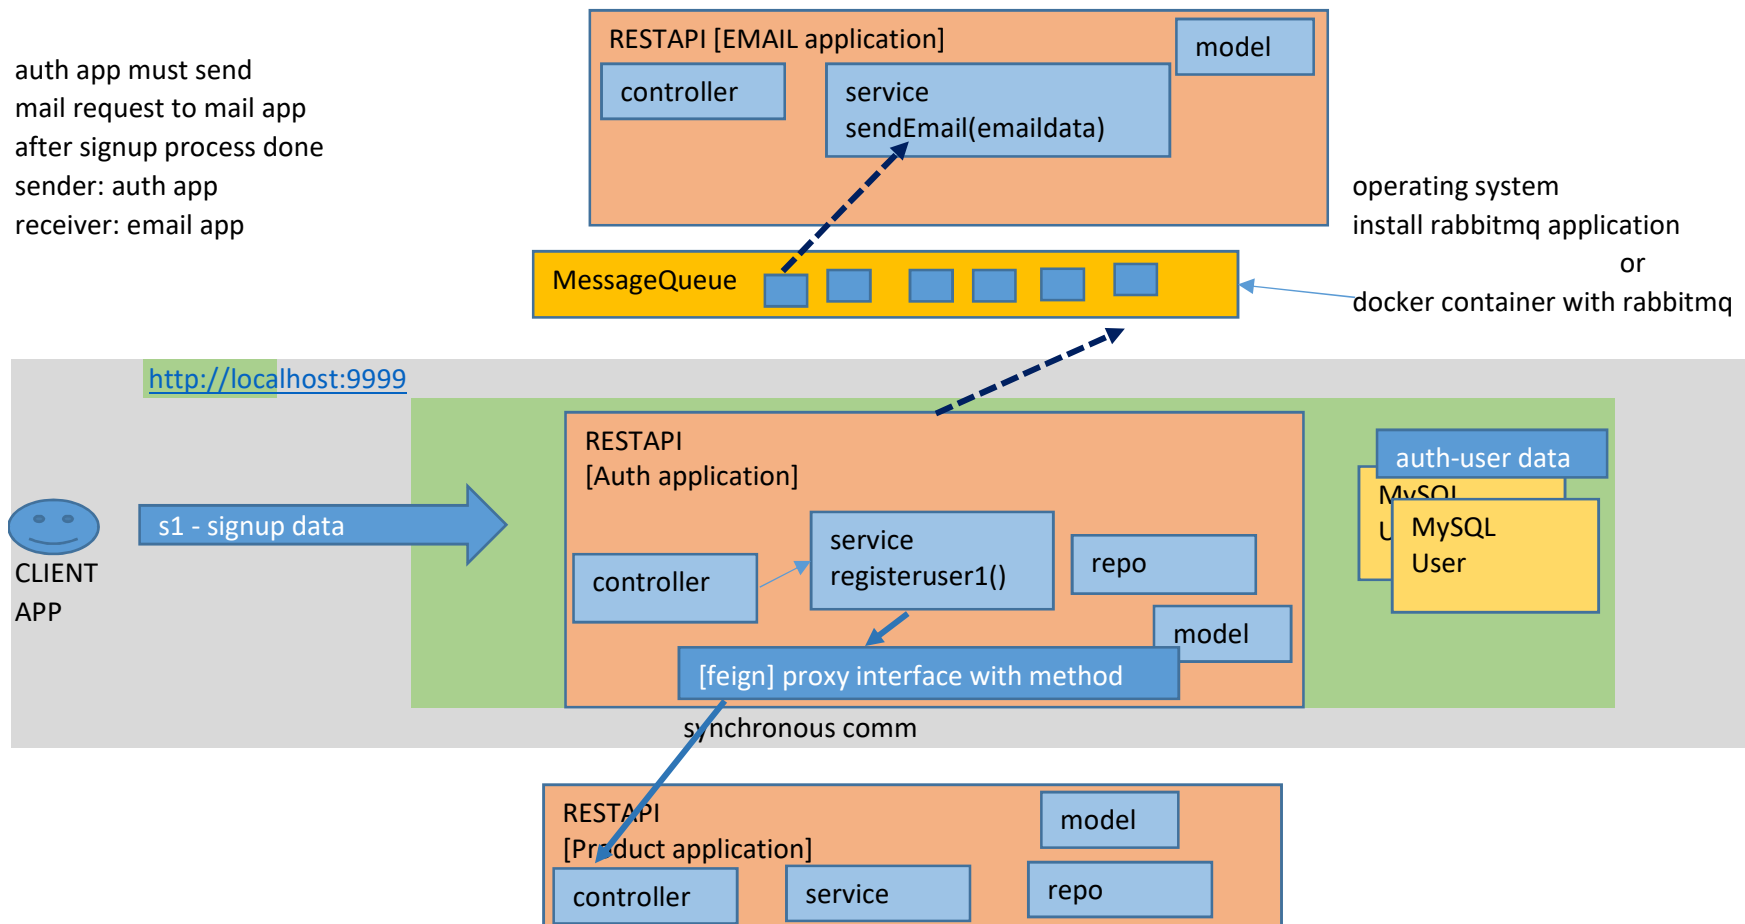 auth app must send
mail request to mail app
after signup process done
sender: auth app
receiver: email app
RESTAPI [EMAIL application]
model
controller
service
sendEmail(emaildata)
operating system
install rabbitmq application
or
docker container with rabbitmq
MessageQueue
http://localhost:9999
RESTAPI
[Auth application]
auth-user data
MySQL
U
MySQL
User
s1 - signup data
CLIENT
APP
controller
service
registeruser1()
repo
model
[feign] proxy interface with method
synchronous comm
RESTAPI
[Product application]
model
controller
service
repo